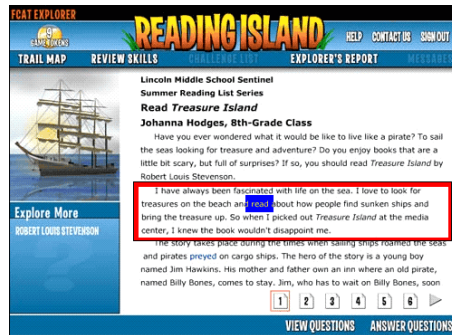 FCAT EXPLORER
9
GAME TOKENS
READING ISLAND
HELP CONTACT US SIGN OUT
TRAIL MAP REVIEW SKILLS CHALLENGE LIST EXPLORER'S REPORT MESSAGES
Lincoln Middle School Sentinel
Summer Reading List Series
Read Treasure Island
Johanna Hodges, 8th-Grade Class
Have you ever wondered what it would be like to live like a pirate? To sail
the seas looking for treasure and adventure? Do you enjoy books that are a
little bit scary, but full of surprises? If so, you should read Treasure Island by
Robert Louis Stevenson.
I have always been fascinated with life on the sea. I love to look for
treasures on the beach and I read about how people find sunken ships and
bring the treasure up. So when I picked out Treasure Island at the media
center, I knew the book wouldn't disappoint me.
The story takes place during the times when sailing ships roamed the seas
and pirates preyed on cargo ships. The hero of the story is a young boy
named Jim Hawkins. His mother and father own an inn where an old pirate,
named Billy Bones, comes to stay. Jim, who has to wait on Billy Bones, soon
Explore More
ROBERT LOUIS STEVENSON
1 2 3 4 5 6
VIEW QUESTIONS ANSWER QUESTIONS